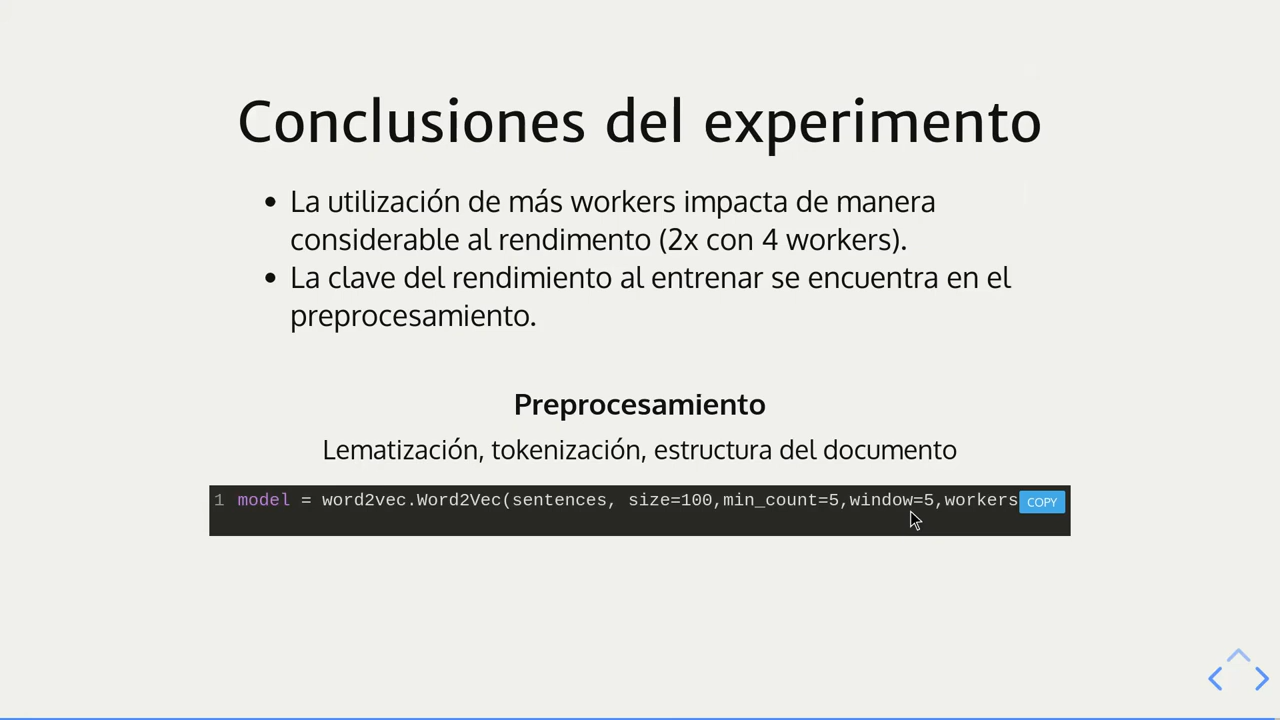 Conclusiones del experimento
• La utilización de más workers impacta de manera
considerable al rendimento (2x con 4 workers).
• La clave del rendimiento al entrenar se encuentra en el
preprocesamiento.
Preprocesamiento
Lematización, tokenización, estructura del documento
1 model = word2vec.Word2Vec(sentences, size=100,min_count=5,window=5,workers
COPY